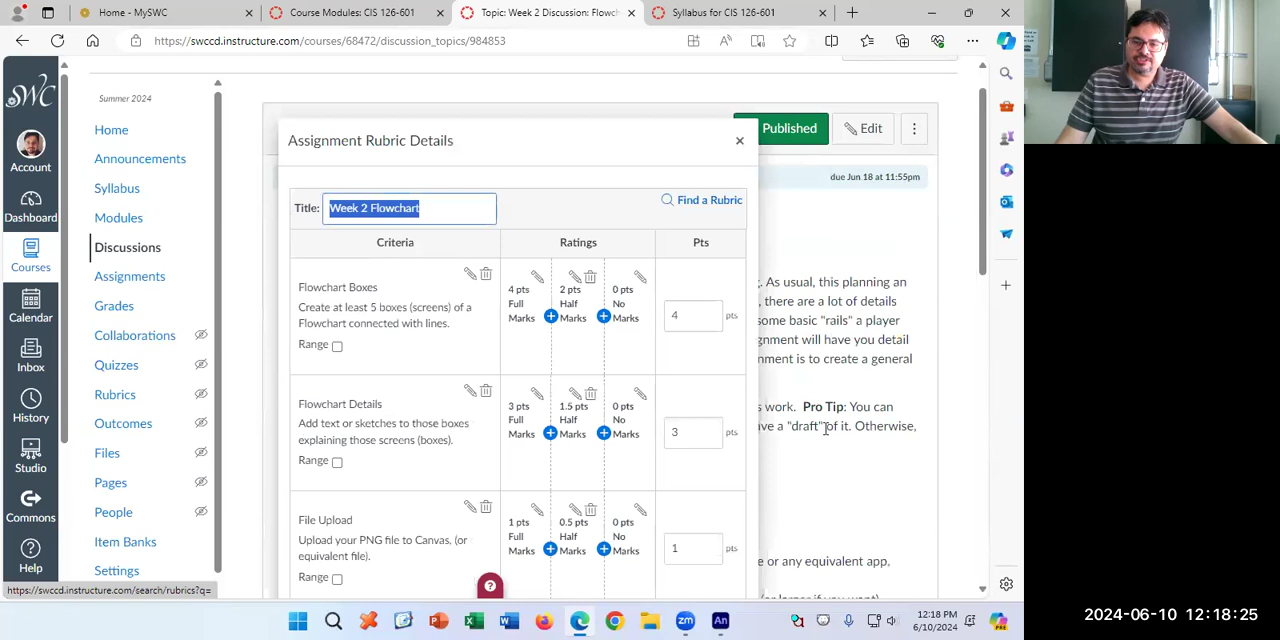 Home - MySWC
Course Modules: CIS 126-601
Topic: Week 2 Discussion: Flowch
Syllabus for CIS 126-601
https://swccd.instructure.com/courses/68472/discussion_topics/984853
SWC
Account
Dashboard
Courses
Calendar
Inbox
History
Studio
Commons
Help
Summer 2024
Home
Announcements
Syllabus
Modules
Discussions
Assignments
Grades
Collaborations
Quizzes
Rubrics
Outcomes
Files
Pages
People
Item Banks
Settings
Published
Edit
due Jun 18 at 11:55pm
Assignment Rubric Details
Title:
Week 2 Flowchart
Find a Rubric
Criteria
Ratings
Pts
Flowchart Boxes
Create at least 5 boxes (screens) of a
Flowchart connected with lines.
Range
4 pts
Full
Marks
2 pts
Half
Marks
0 pts
No
Marks
4
pts
Flowchart Details
Add text or sketches to those boxes
explaining those screens (boxes).
Range
3 pts
Full
Marks
1.5 pts
Half
Marks
0 pts
No
Marks
3
pts
File Upload
Upload your PNG file to Canvas, (or
equivalent file).
Range
1 pts
Full
Marks
0.5 pts
Half
Marks
0 pts
No
Marks
1
pts
g. As usual, this planning an
, there are a lot of details
some basic "rails" a player
ignment will have you detail
nment is to create a general
s work. Pro Tip: You can
ave a "draft" of it. Otherwise,
e or any equivalent app.
(or larger if you want)
https://swccd.instructure.com/search/rubrics?q=
12:18 PM
6/10/2024
2024-06-10 12:18:25